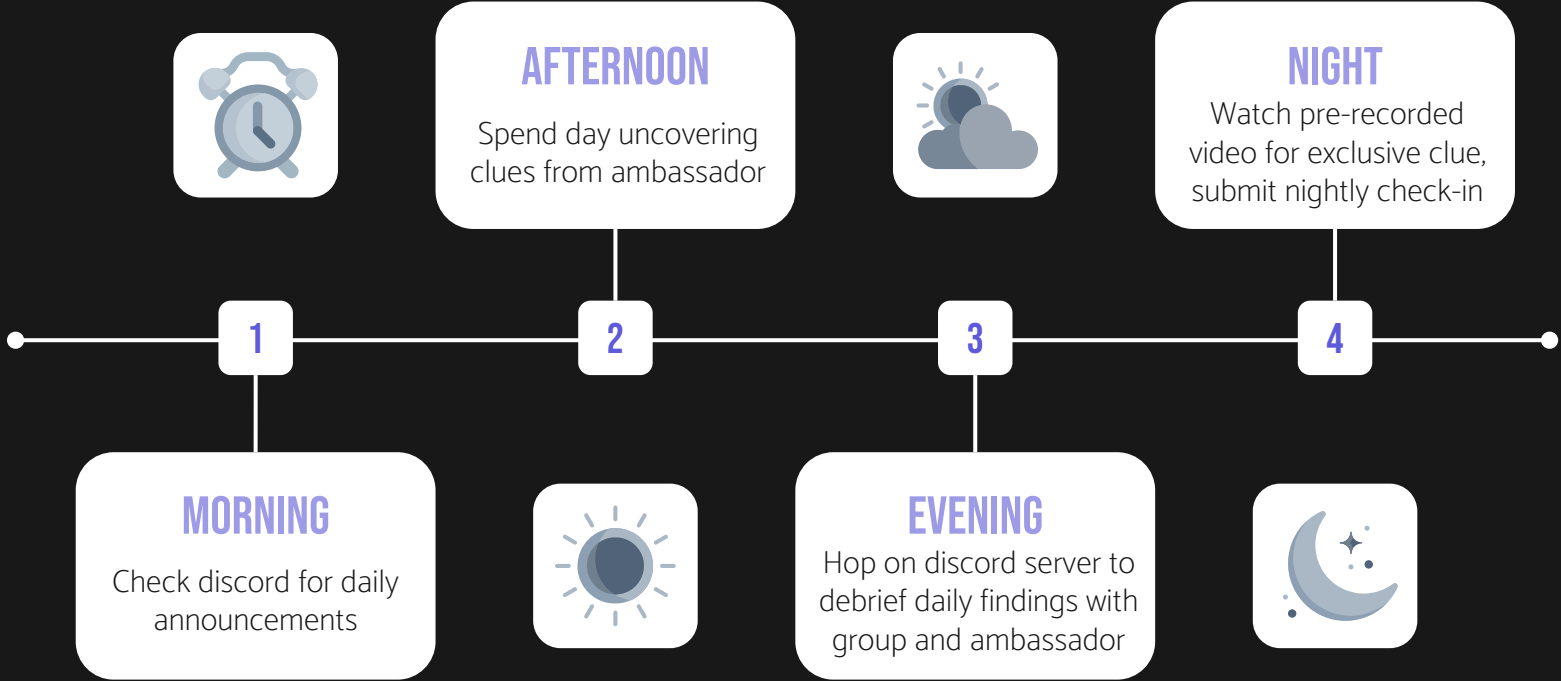 1
MORNING
Check discord for daily
announcements
2
AFTERNOON
Spend day uncovering
clues from ambassador
3
EVENING
Hop on discord server to
debrief daily findings with
group and ambassador
4
NIGHT
Watch pre-recorded
video for exclusive clue,
submit nightly check-in